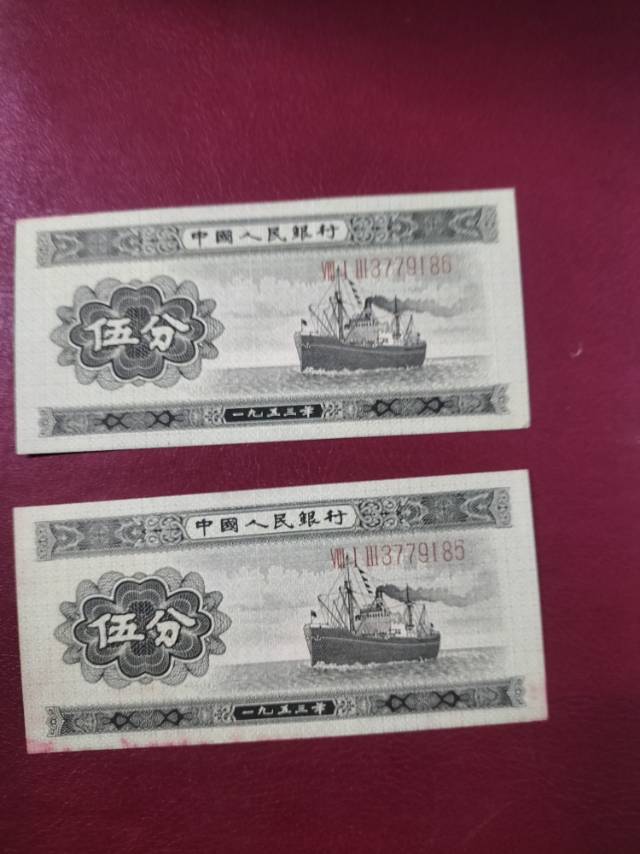 中國人民銀行
VIII I III 3779186
伍分
一九五三年
中國人民銀行
VIII I III 3779185
伍分
一九五三年